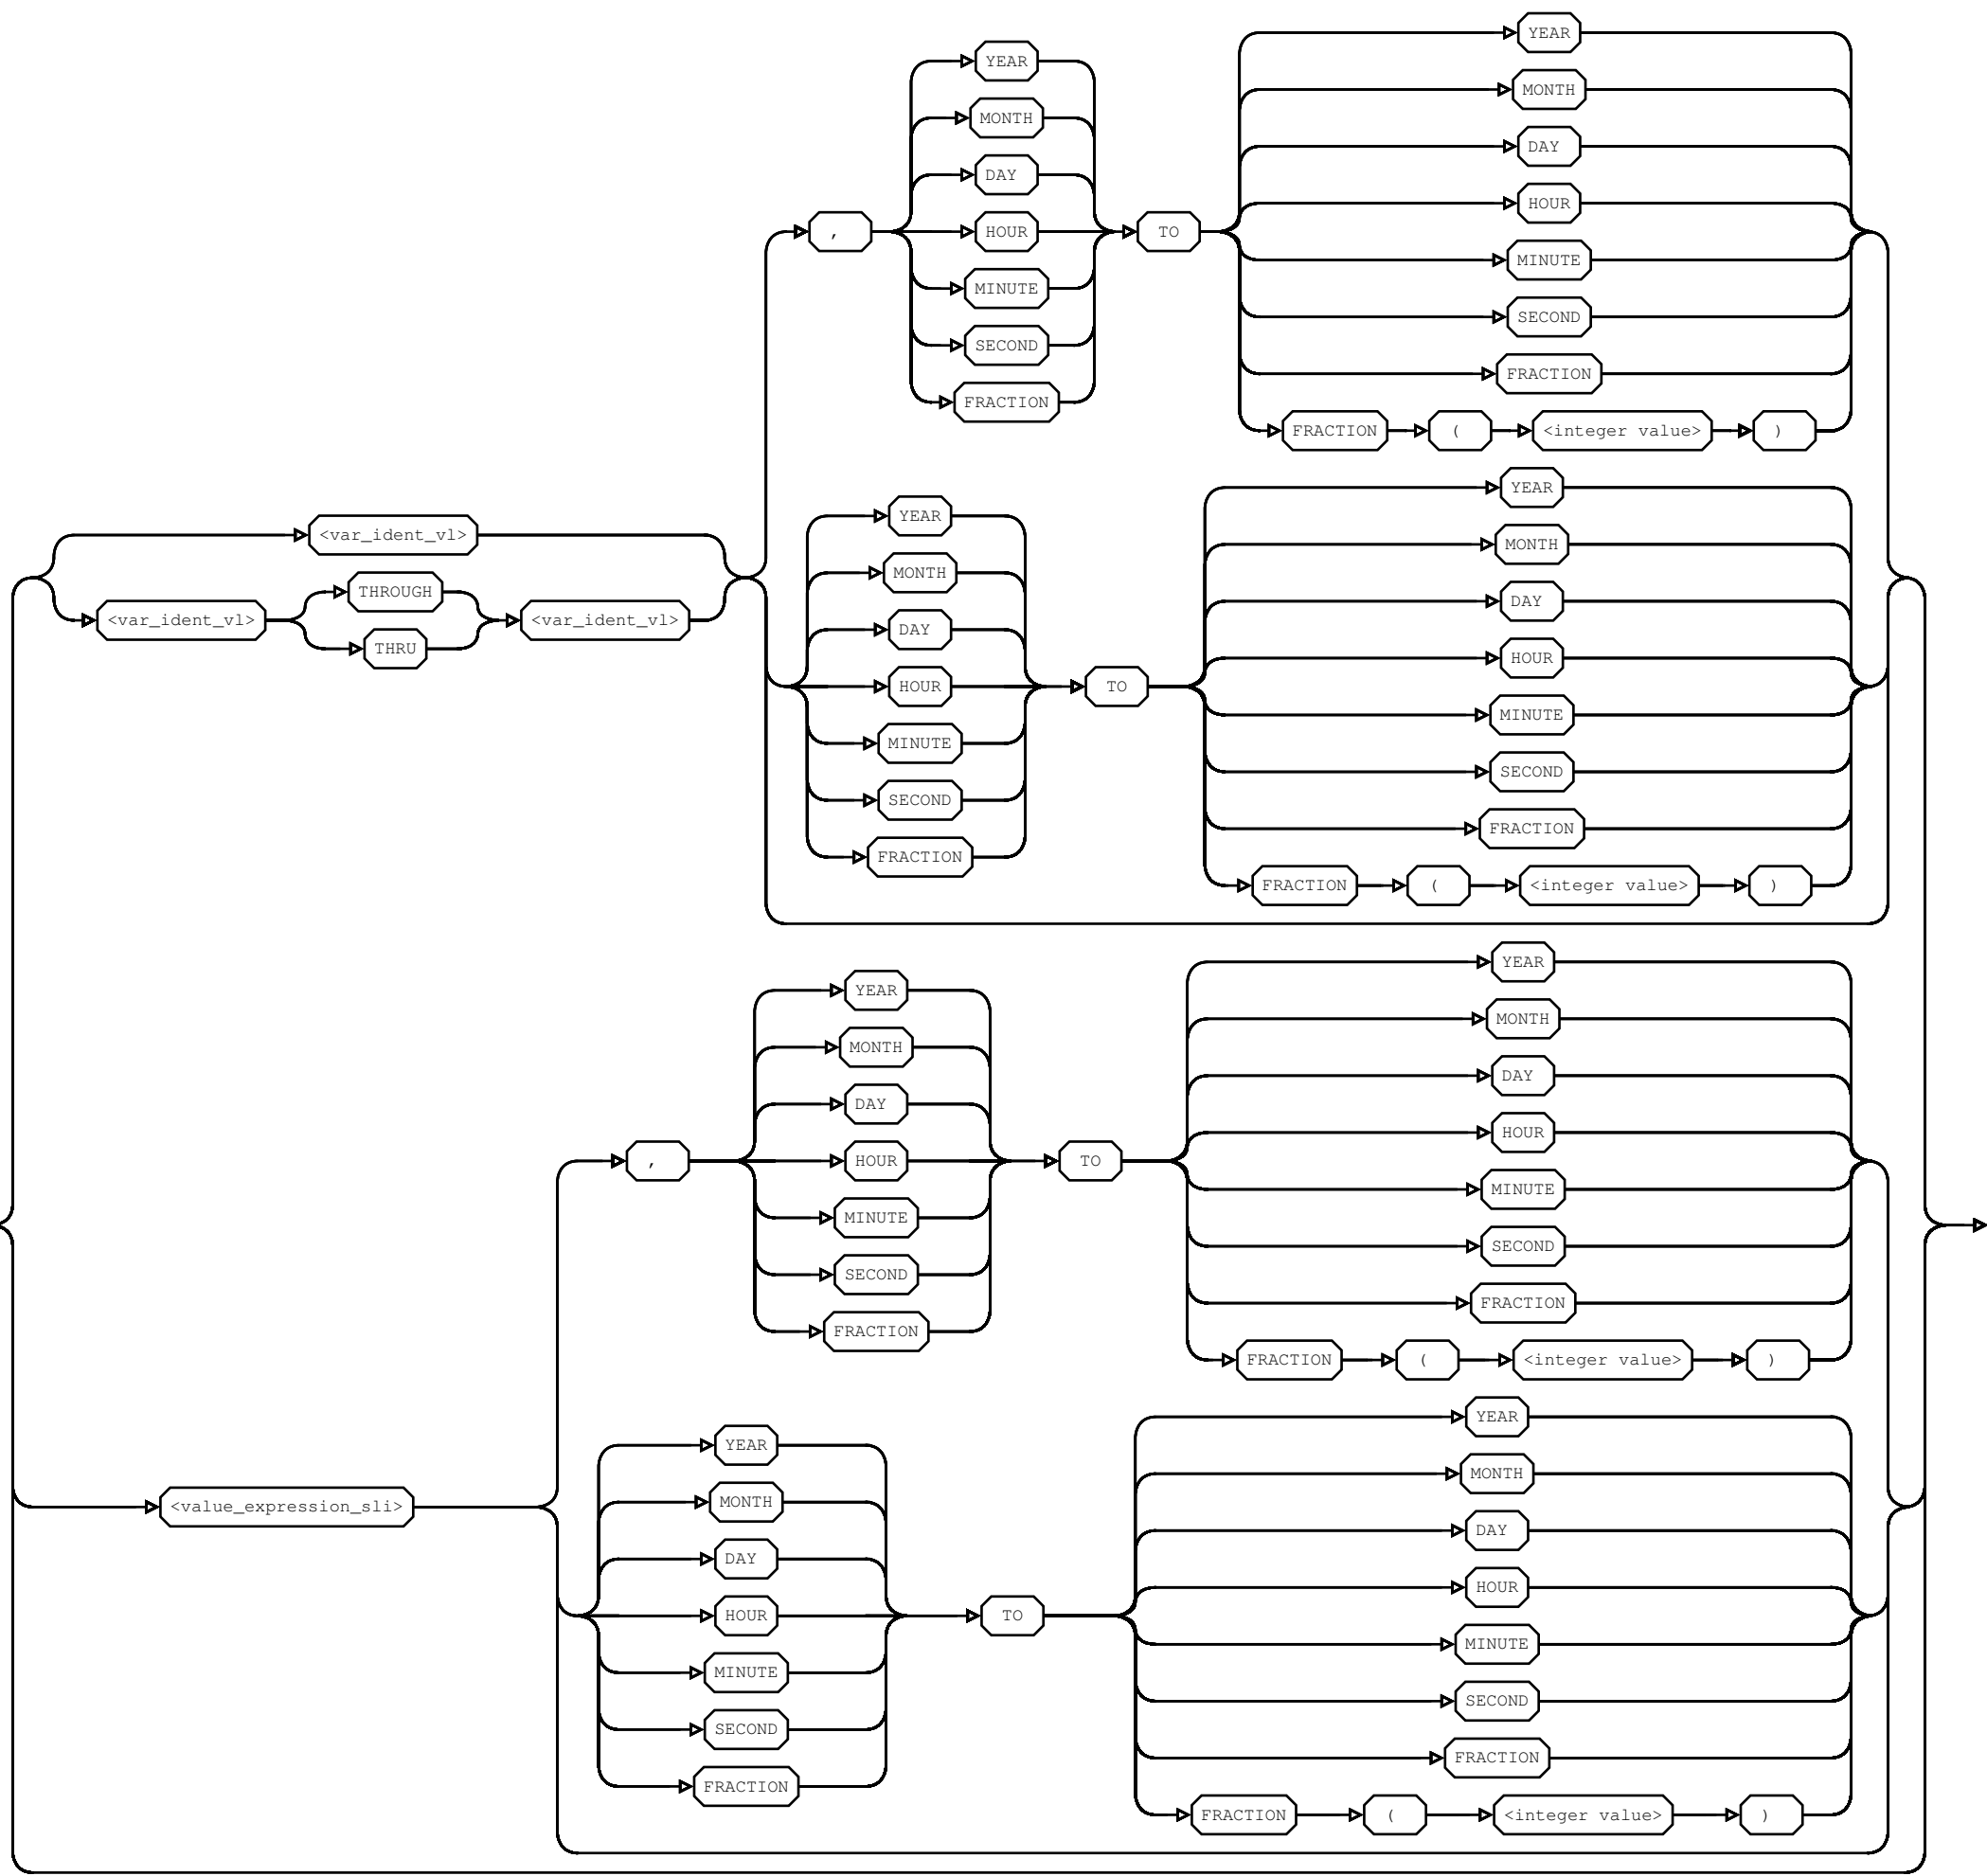 YEAR
MONTH
DAY
HOUR
MINUTE
SECOND
FRACTION
,
TO
YEAR
MONTH
DAY
HOUR
MINUTE
SECOND
FRACTION
FRACTION ( <integer value> )
<var_ident_vl>
<var_ident_vl>
THROUGH
THRU
<var_ident_vl>
YEAR
MONTH
DAY
HOUR
MINUTE
SECOND
FRACTION
TO
YEAR
MONTH
DAY
HOUR
MINUTE
SECOND
FRACTION
FRACTION ( <integer value> )
,
YEAR
MONTH
DAY
HOUR
MINUTE
SECOND
FRACTION
TO
YEAR
MONTH
DAY
HOUR
MINUTE
SECOND
FRACTION
FRACTION ( <integer value> )
<value_expression_sli>
YEAR
MONTH
DAY
HOUR
MINUTE
SECOND
FRACTION
TO
YEAR
MONTH
DAY
HOUR
MINUTE
SECOND
FRACTION
FRACTION ( <integer value> )